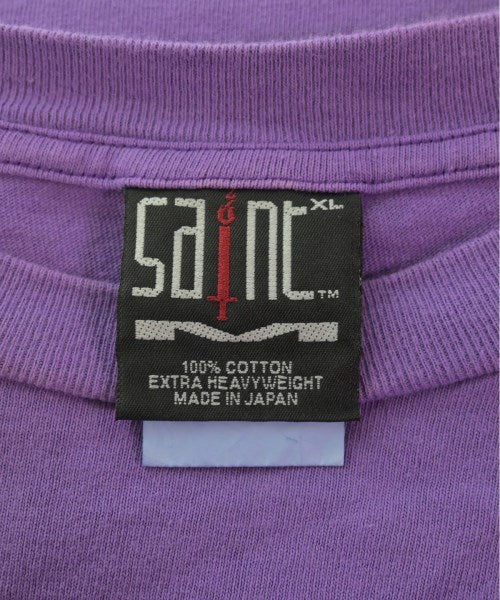 saint XL
TM
M
100% COTTON
EXTRA HEAVYWEIGHT
MADE IN JAPAN